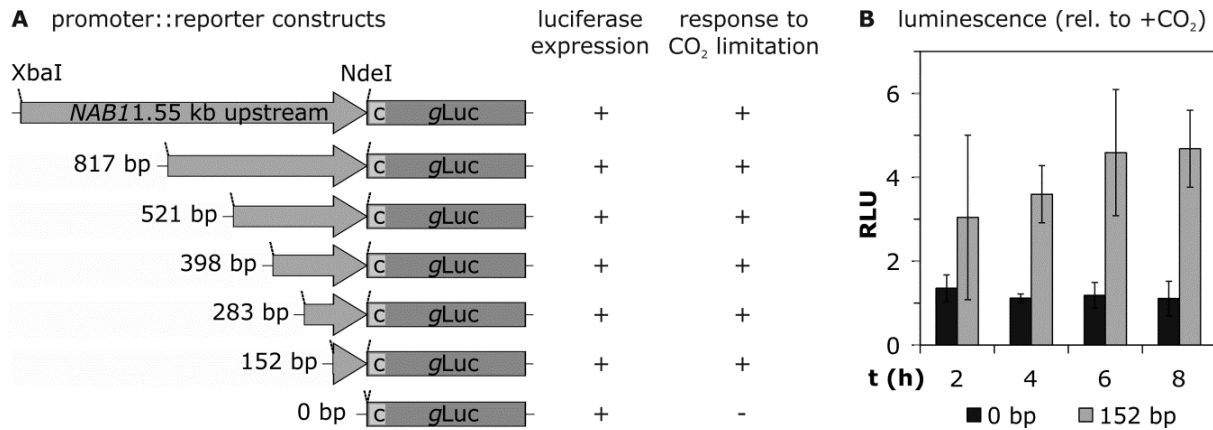 A promoter::reporter constructs
luciferase expression
response to CO₂ limitation
XbaI
NdeI
NAB1 1.55 kb upstream c gLuc + +
817 bp c gLuc + +
521 bp c gLuc + +
398 bp c gLuc + +
283 bp c gLuc + +
152 bp c gLuc + +
0 bp c gLuc + -
B luminescence (rel. to +CO₂)
RLU
6
4
2
0
t (h) 2 4 6 8
0 bp 152 bp